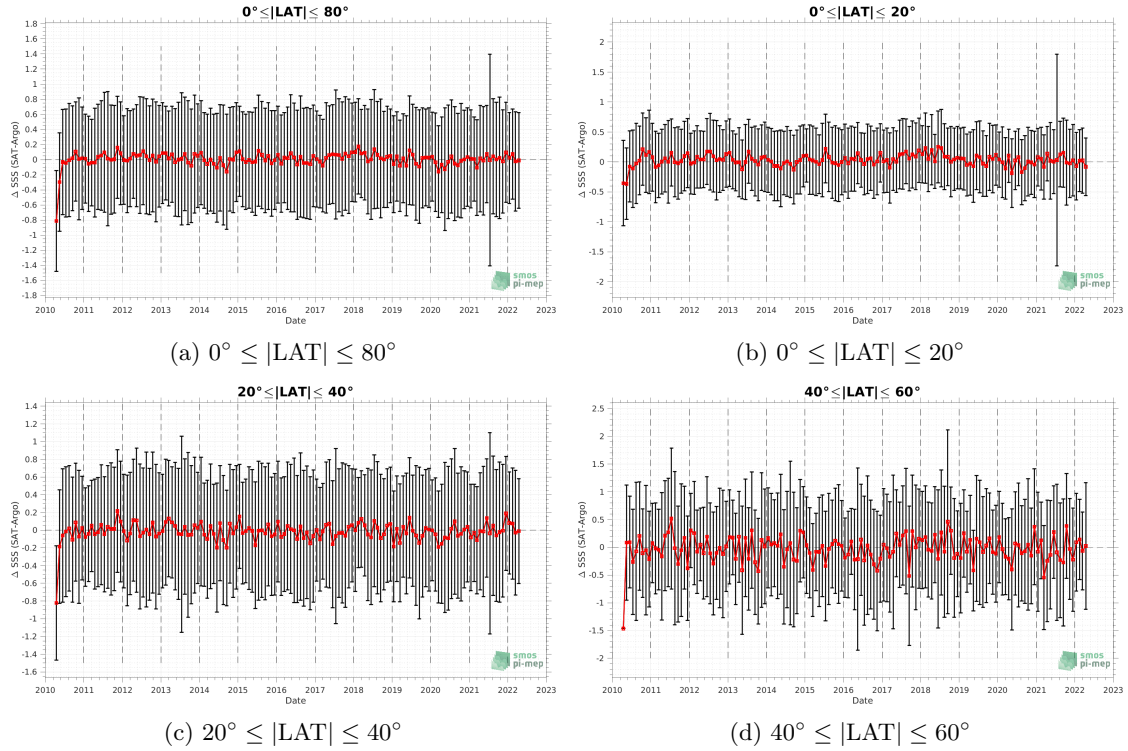 0°≤|LAT|≤ 80°
1.8
1.6
1.4
1.2
1
0.8
0.6
0.4
0.2
0
-0.2
-0.4
-0.6
-0.8
-1
-1.2
-1.4
-1.6
-1.8
Δ SSS (SAT-Argo)
2010 2011 2012 2013 2014 2015 2016 2017 2018 2019 2020 2021 2022 2023
Date
smos
pi-mep
(a) 0° ≤ |LAT| ≤ 80°
0°≤|LAT|≤ 20°
2
1.5
1
0.5
0
-0.5
-1
-1.5
-2
Δ SSS (SAT-Argo)
2010 2011 2012 2013 2014 2015 2016 2017 2018 2019 2020 2021 2022 2023
Date
smos
pi-mep
(b) 0° ≤ |LAT| ≤ 20°
20°≤|LAT|≤ 40°
1.4
1.2
1
0.8
0.6
0.4
0.2
0
-0.2
-0.4
-0.6
-0.8
-1
-1.2
-1.4
-1.6
Δ SSS (SAT-Argo)
2010 2011 2012 2013 2014 2015 2016 2017 2018 2019 2020 2021 2022 2023
Date
smos
pi-mep
(c) 20° ≤ |LAT| ≤ 40°
40°≤|LAT|≤ 60°
2.5
2
1.5
1
0.5
0
-0.5
-1
-1.5
-2
Δ SSS (SAT-Argo)
2010 2011 2012 2013 2014 2015 2016 2017 2018 2019 2020 2021 2022 2023
Date
smos
pi-mep
(d) 40° ≤ |LAT| ≤ 60°